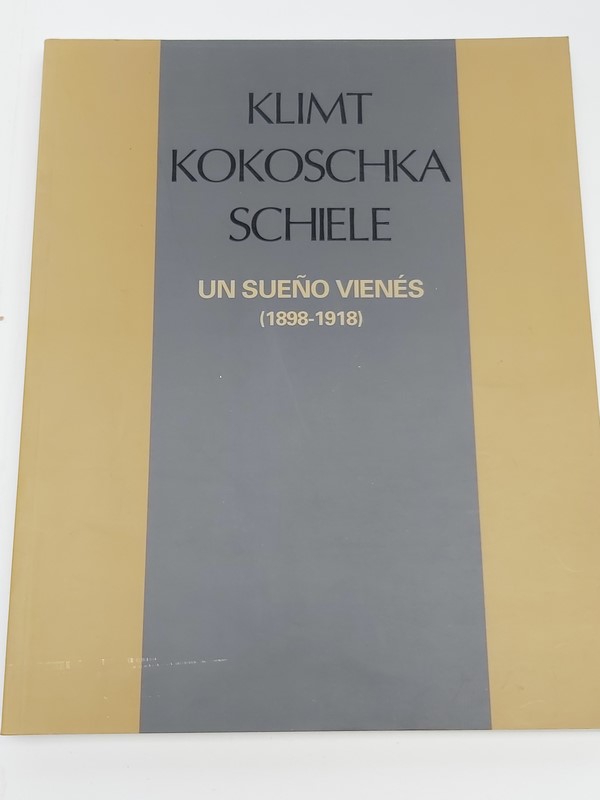 KLIMT
KOKOSCHKA
SCHIELE
UN SUEÑO VIENÉS
(1898-1918)